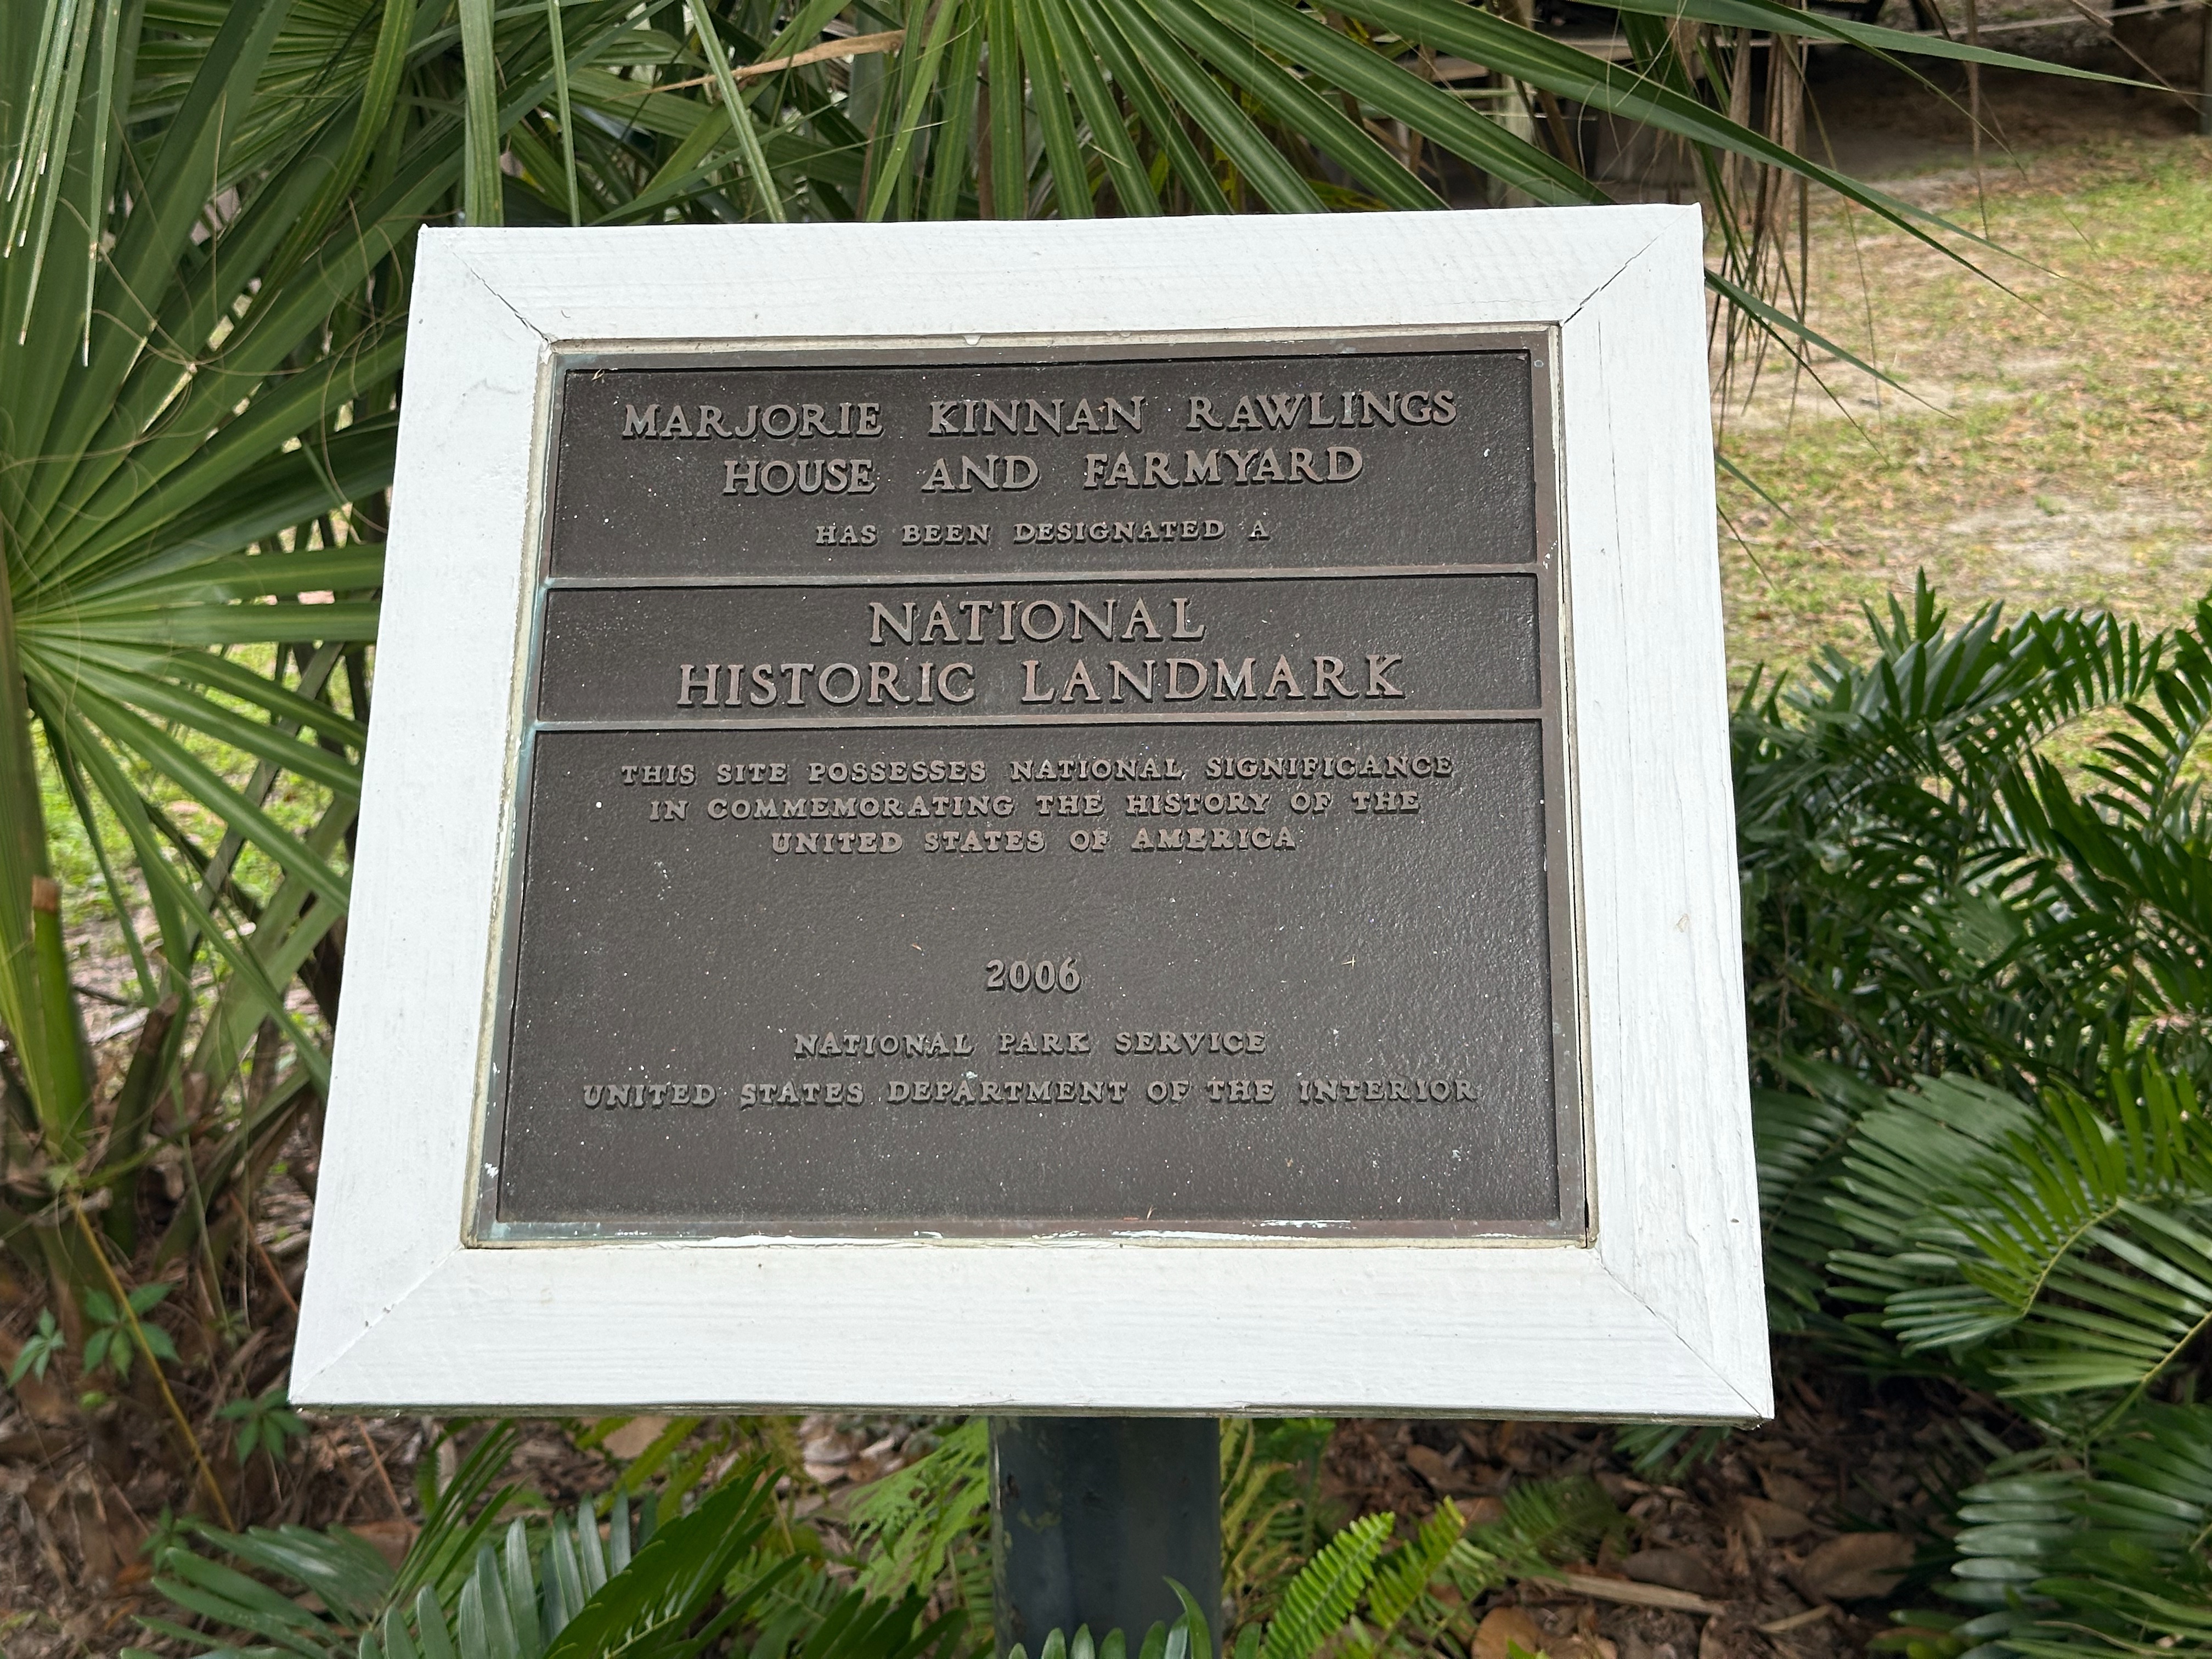 MARJORIE KINNAN RAWLINGS
HOUSE AND FARMYARD
HAS BEEN DESIGNATED A
NATIONAL
HISTORIC LANDMARK
THIS SITE POSSESSES NATIONAL SIGNIFICANCE
IN COMMEMORATING THE HISTORY OF THE
UNITED STATES OF AMERICA
2006
NATIONAL PARK SERVICE
UNITED STATES DEPARTMENT OF THE INTERIOR